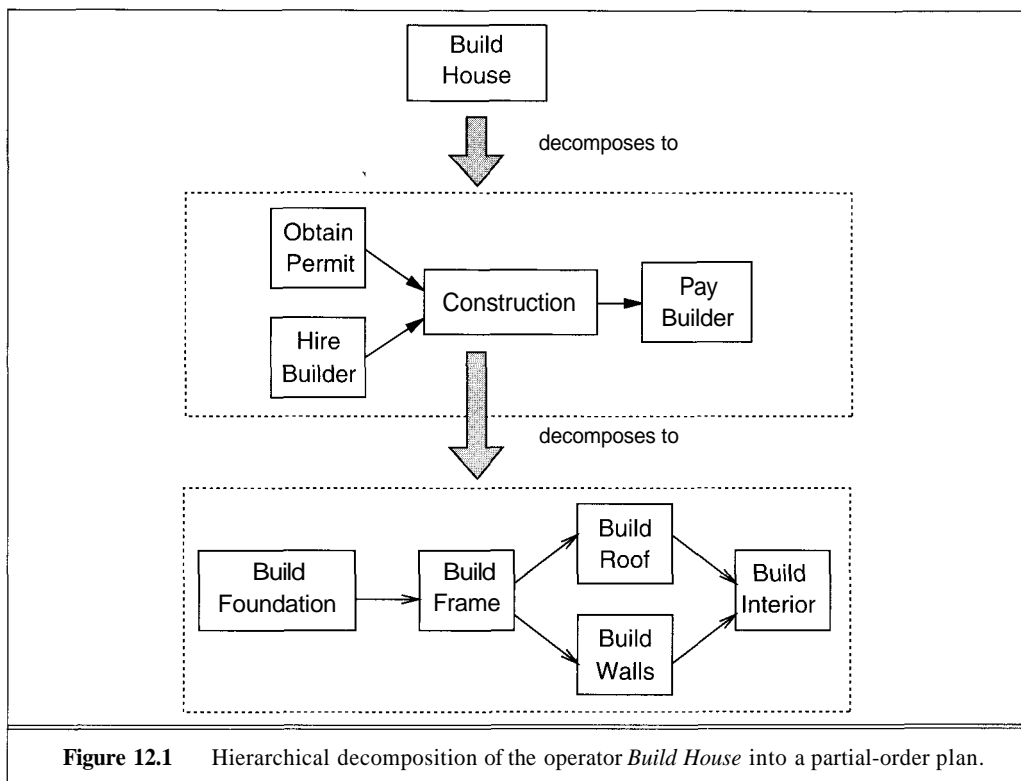 Build
House
decomposes to
Obtain
Permit
Construction
Pay
Builder
Hire
Builder
decomposes to
Build
Foundation
Build
Frame
Build
Roof
Build
Walls
Build
Interior
Figure 12.1 Hierarchical decomposition of the operator Build House into a partial-order plan.